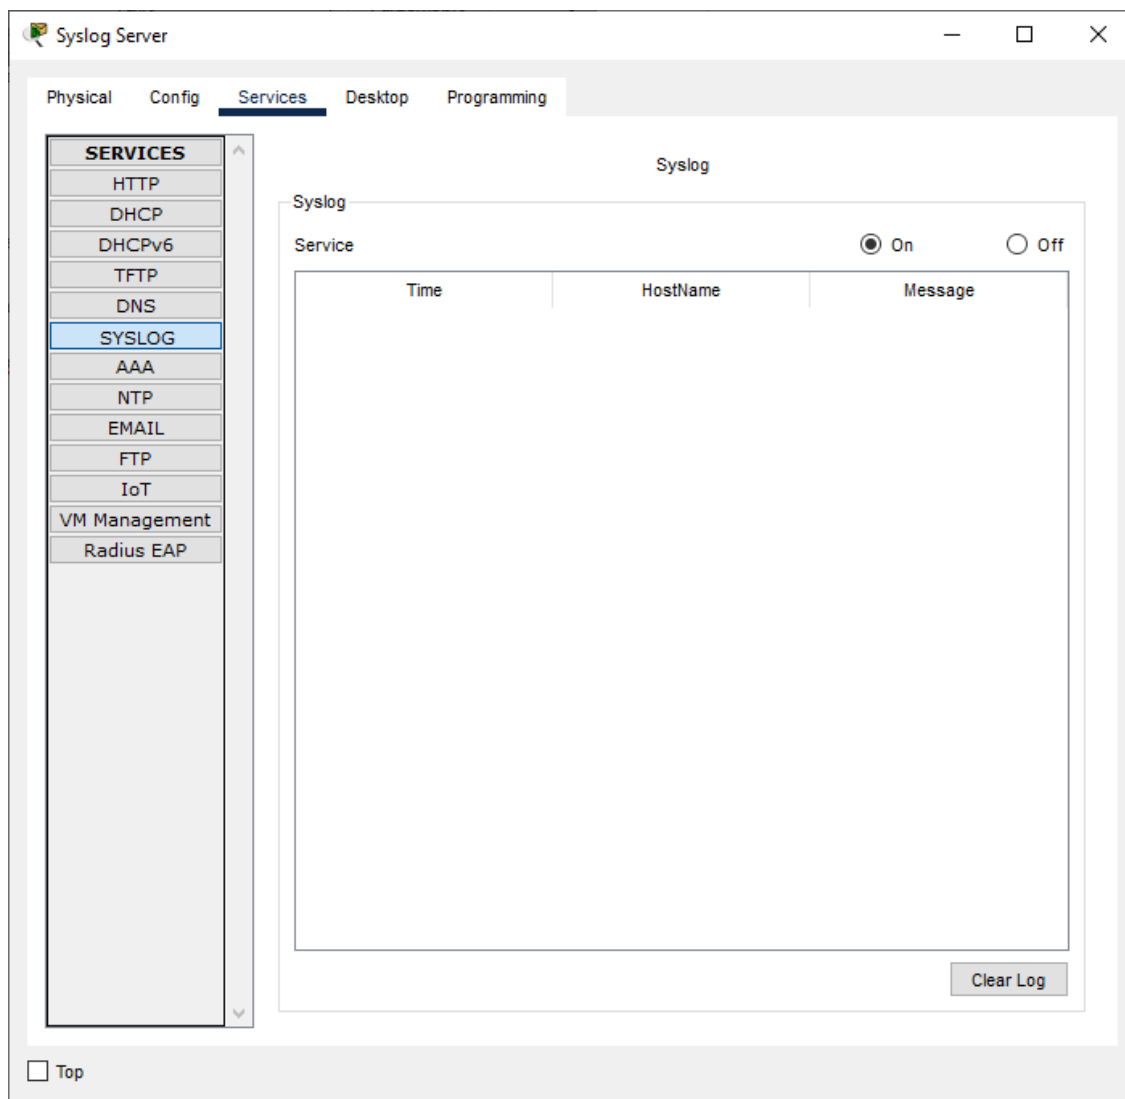 Syslog Server
Physical Config Services Desktop Programming
SERVICES
HTTP
DHCP
DHCPv6
TFTP
DNS
SYSLOG
AAA
NTP
EMAIL
FTP
IoT
VM Management
Radius EAP
Syslog
Syslog
Service On Off
Time HostName Message
Clear Log
Top